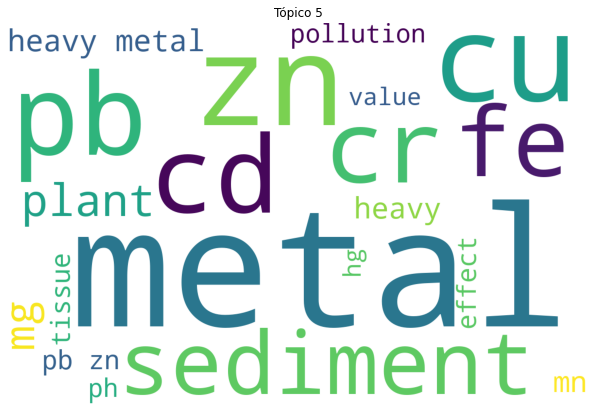 Tópico 5
heavy metal
pollution
cu
zn
pb
value
fe
cr
cd
plant
heavy
metal
hg
effect
tissue
mg
sediment
pb zn
ph
mn